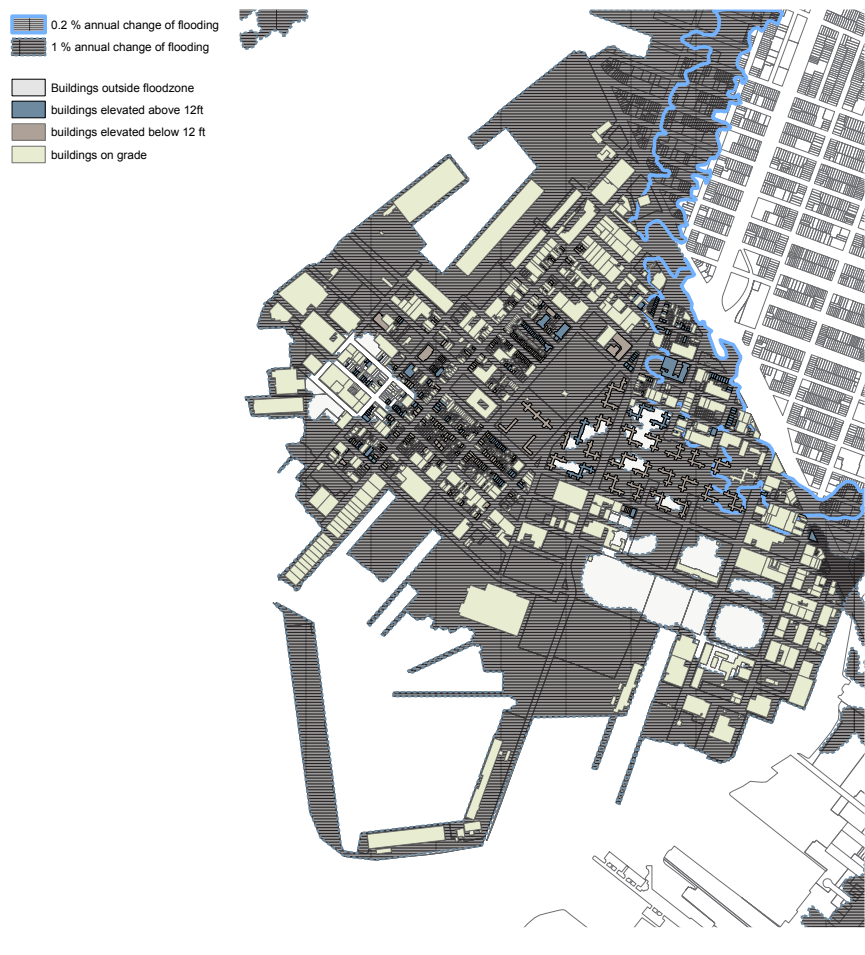 0.2 % annual change of flooding
1 % annual change of flooding
Buildings outside floodzone
buildings elevated above 12ft
buildings elevated below 12 ft
buildings on grade